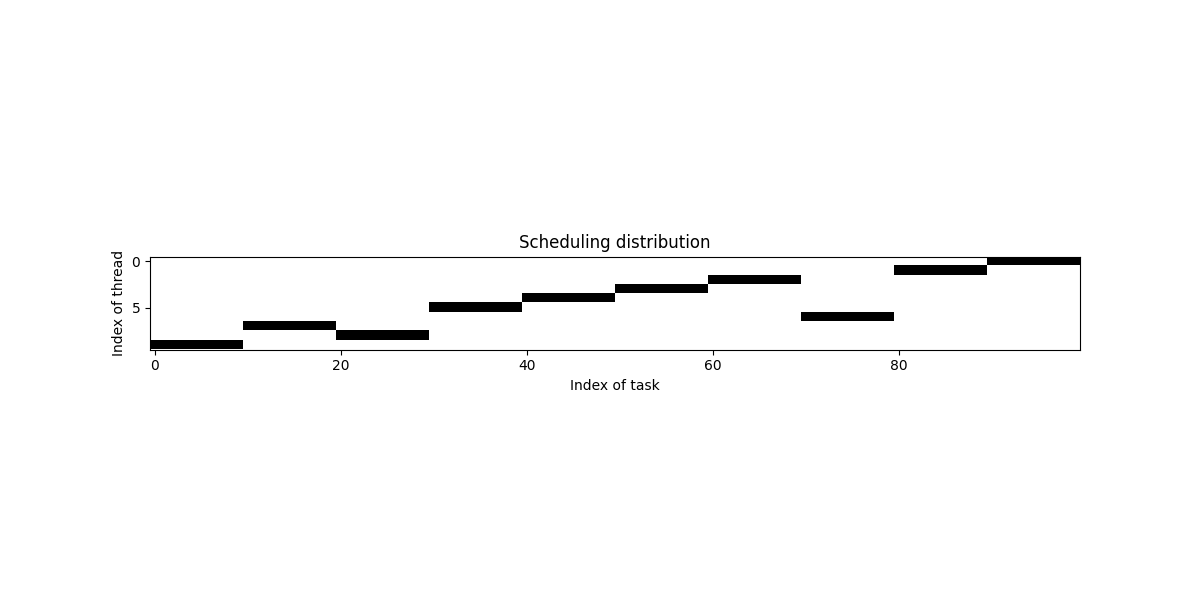 Scheduling distribution
Index of thread
0
5
0 20 40 60 80
Index of task